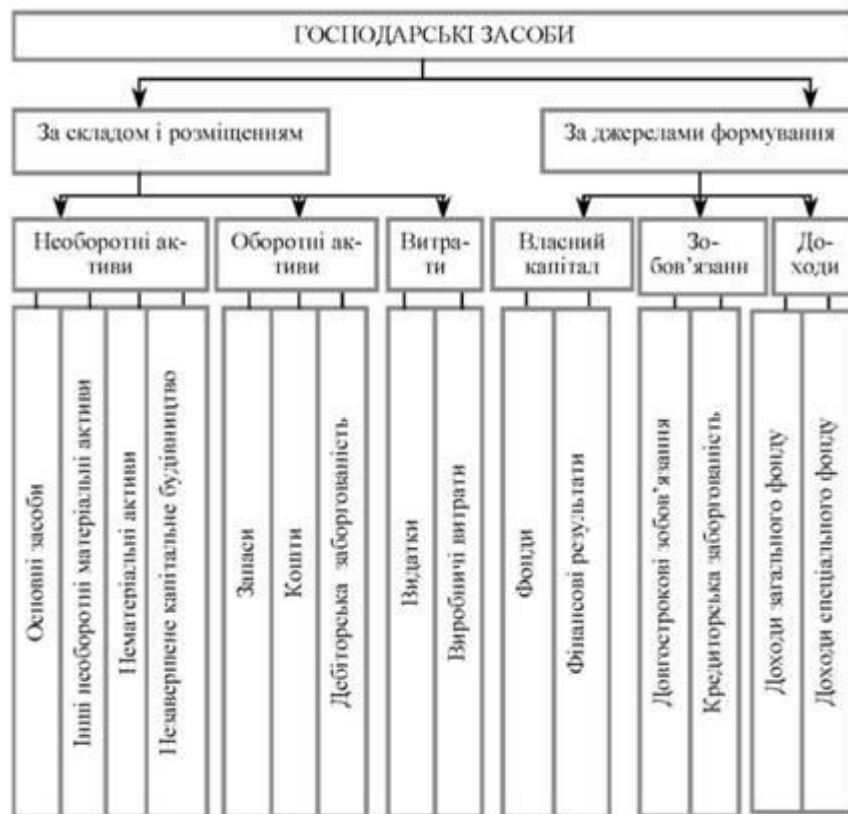 ГОСПОДАРСЬКІ ЗАСОБИ
За складом і розміщенням
За джерелами формування
Необоротні ак-
тиви
Оборотні ак-
тиви
Витра-
ти
Власний
капітал
Зо-
бов’язанн
До-
ходи
Основні засоби
Інші необоротні матеріальні активи
Нематеріальні активи
Незавершене капітальне будівництво
Запаси
Кошти
Дебіторська заборгованість
Видатки
Виробничі витрати
Фонди
Фінансові результати
Довгострокові зобов’язання
Кредиторська заборгованість
Доходи загального фонду
Доходи спеціального фонду